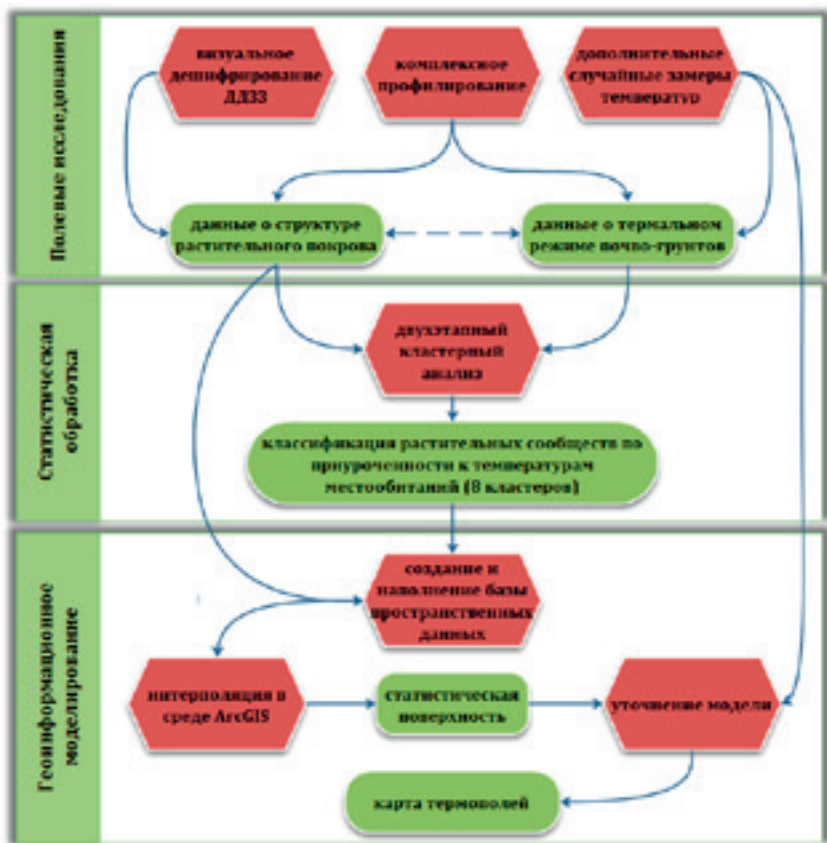 Полевые исследования
визуальное
дешифрирование
ДДЗЗ
комплексное
профилирование
дополнительные
случайные замеры
температур
данные о структуре
растительного покрова
данные о термальном
режиме почво-грунтов
Статистическая
обработка
двухэтапный
кластерный
анализ
классификация растительных сообществ по
приуроченности к температурам
местообитаний (8 кластеров)
Геоинформационное
моделирование
создание и
наполнение базы
пространственных
данных
интерполяция в
среде ArcGIS
статистическая
поверхность
уточнение модели
карта термополей